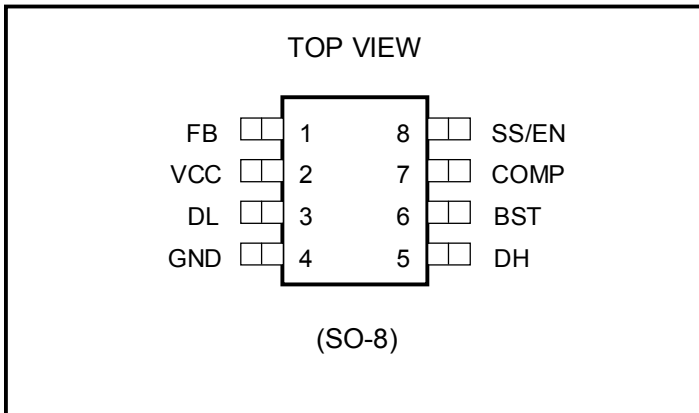 TOP VIEW
FB 1 8 SS/EN
VCC 2 7 COMP
DL 3 6 BST
GND 4 5 DH
(SO-8)